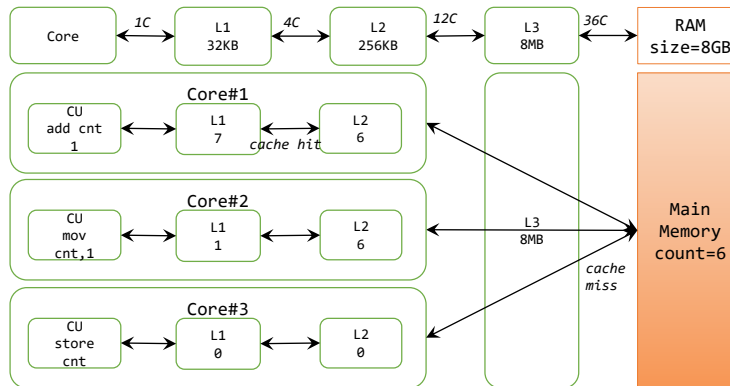 Core
1C
L1
32KB
4C
L2
256KB
12C
L3
8MB
36C
RAM
size=8GB
Core#1
CU
add cnt
1
L1
7
cache hit
L2
6
Core#2
CU
mov
cnt,1
L1
1
L2
6
L3
8MB
Main
Memory
count=6
cache
miss
Core#3
CU
store
cnt
L1
0
L2
0